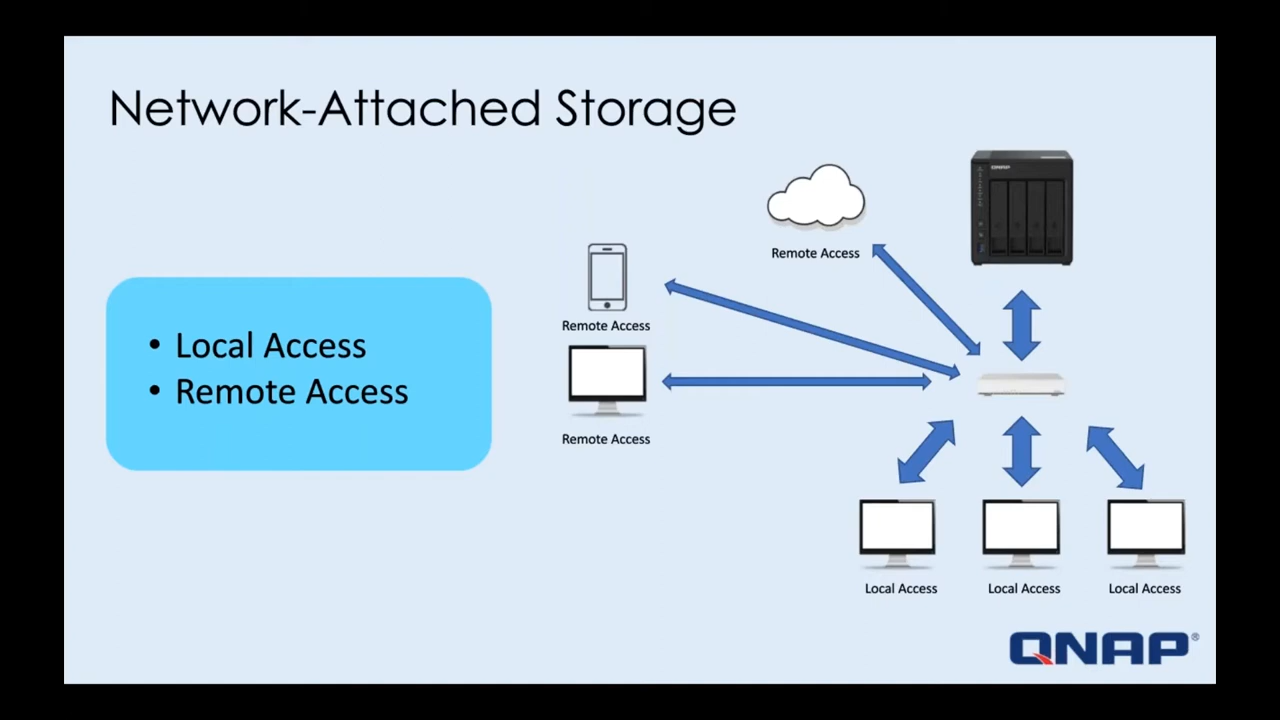 Network-Attached Storage
• Local Access
• Remote Access
Remote Access
Remote Access
Remote Access
QNAP
Local Access
Local Access
Local Access
QNAP®